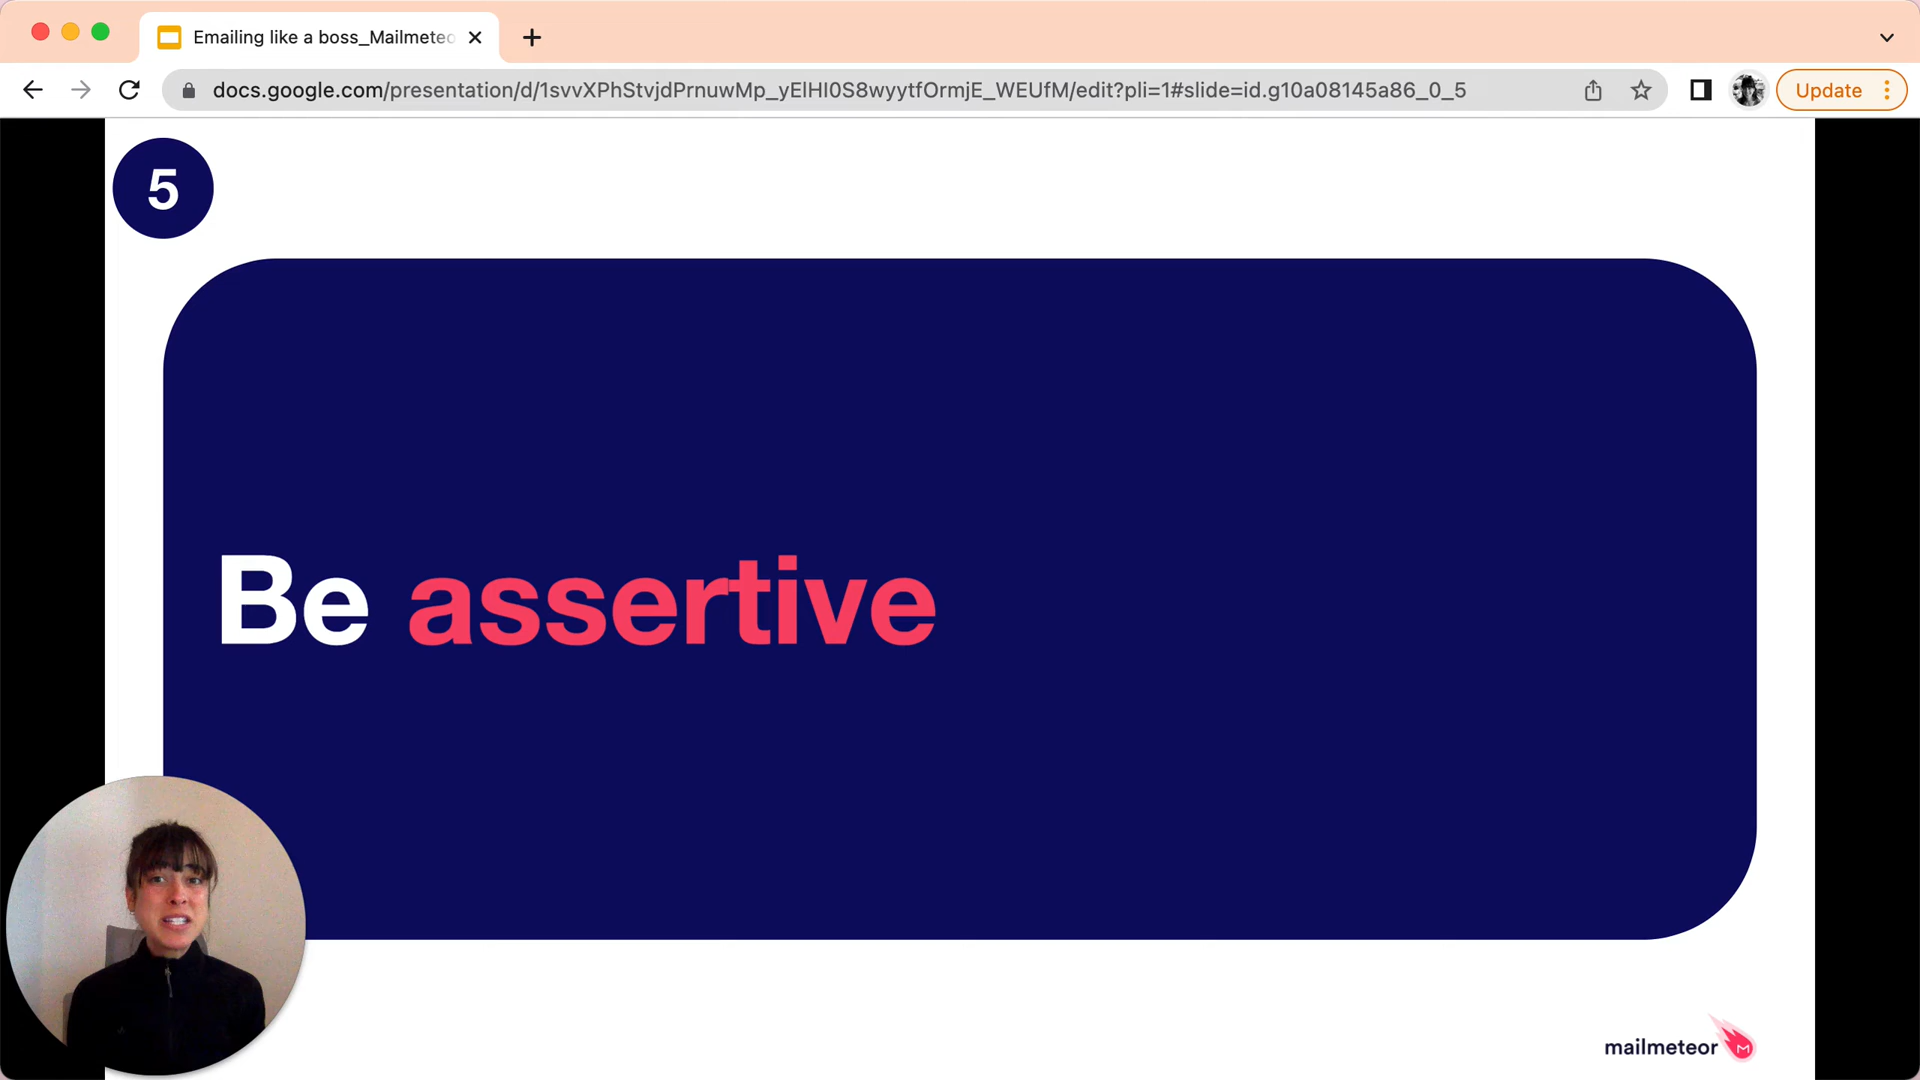 Emailing like a boss_Mailmeteo
docs.google.com/presentation/d/1svvXPhStvjdPrnuwMp_yElHI0S8wyytfOrmjE_WEUfM/edit?pli=1#slide=id.g10a08145a86_0_5
Update
5
Be assertive
mailmeteor
M